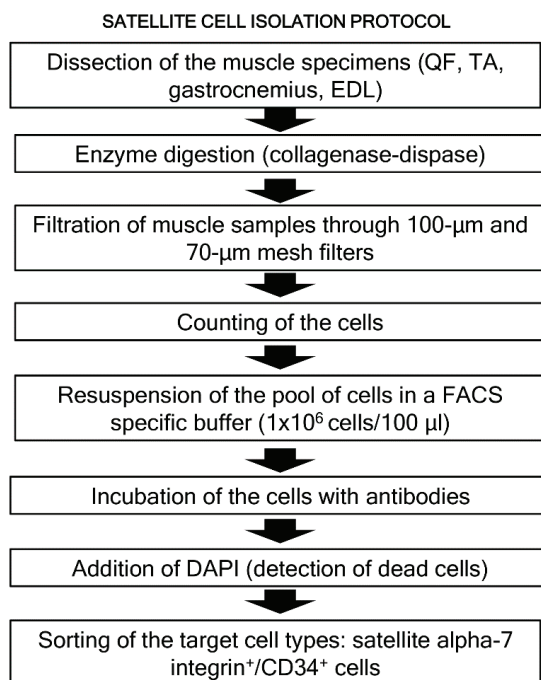 SATELLITE CELL ISOLATION PROTOCOL
Dissection of the muscle specimens (QF, TA,
gastrocnemius, EDL)
Enzyme digestion (collagenase-dispase)
Filtration of muscle samples through 100-µm and
70-µm mesh filters
Counting of the cells
Resuspension of the pool of cells in a FACS
specific buffer (1x10⁶ cells/100 µl)
Incubation of the cells with antibodies
Addition of DAPI (detection of dead cells)
Sorting of the target cell types: satellite alpha-7
integrin⁺/CD34⁺ cells